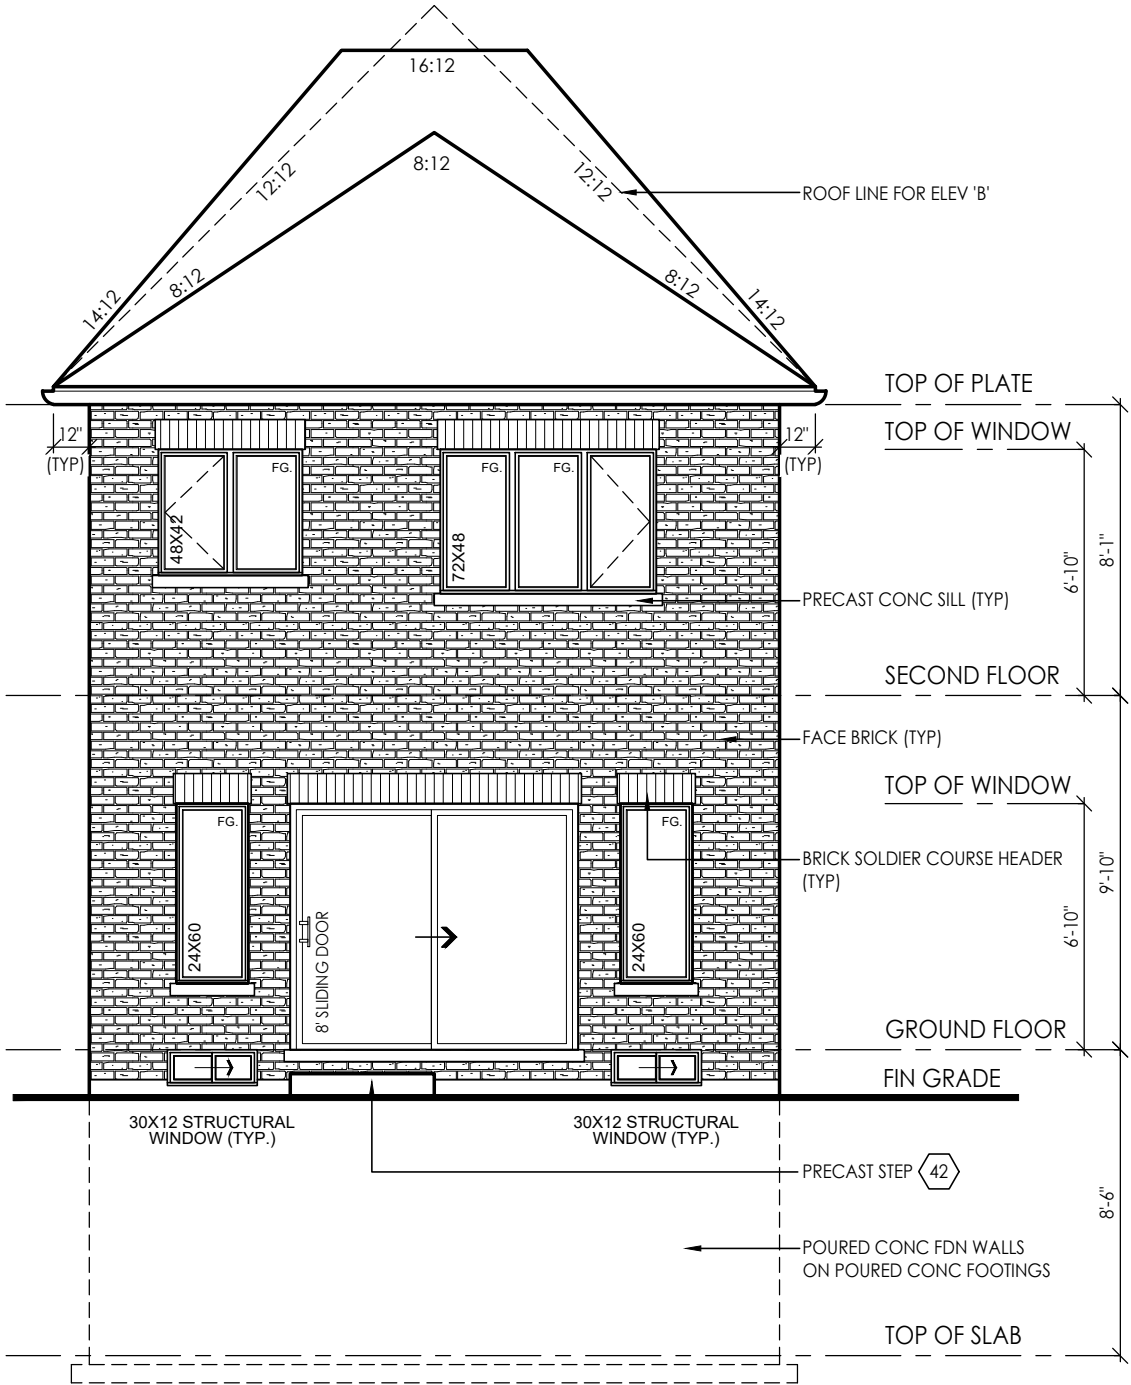 16:12
12:12
8:12
12:12
ROOF LINE FOR ELEV 'B'
14:12
8:12
8:12
14:12
TOP OF PLATE
12"
(TYP)
12"
(TYP)
TOP OF WINDOW
FG.
FG.
FG.
48X42
72X48
6'-10"
8'-1"
PRECAST CONC SILL (TYP)
SECOND FLOOR
FACE BRICK (TYP)
TOP OF WINDOW
FG.
FG.
BRICK SOLDIER COURSE HEADER
(TYP)
9'-10"
6'-10"
24X60
8' SLIDING DOOR
24X60
GROUND FLOOR
FIN GRADE
30X12 STRUCTURAL
WINDOW (TYP.)
30X12 STRUCTURAL
WINDOW (TYP.)
PRECAST STEP 42
8'-6"
POURED CONC FDN WALLS
ON POURED CONC FOOTINGS
TOP OF SLAB